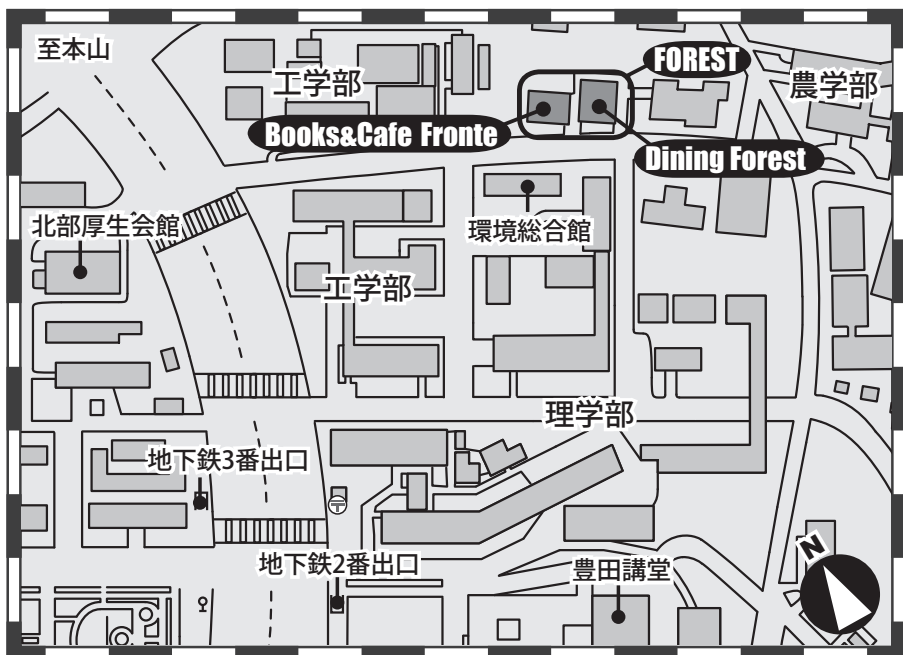 至本山
工学部
FOREST
農学部
Books&Cafe Fronte
Dining Forest
北部厚生会館
環境総合館
工学部
理学部
地下鉄3番出口
〒
地下鉄2番出口
豊田講堂
N